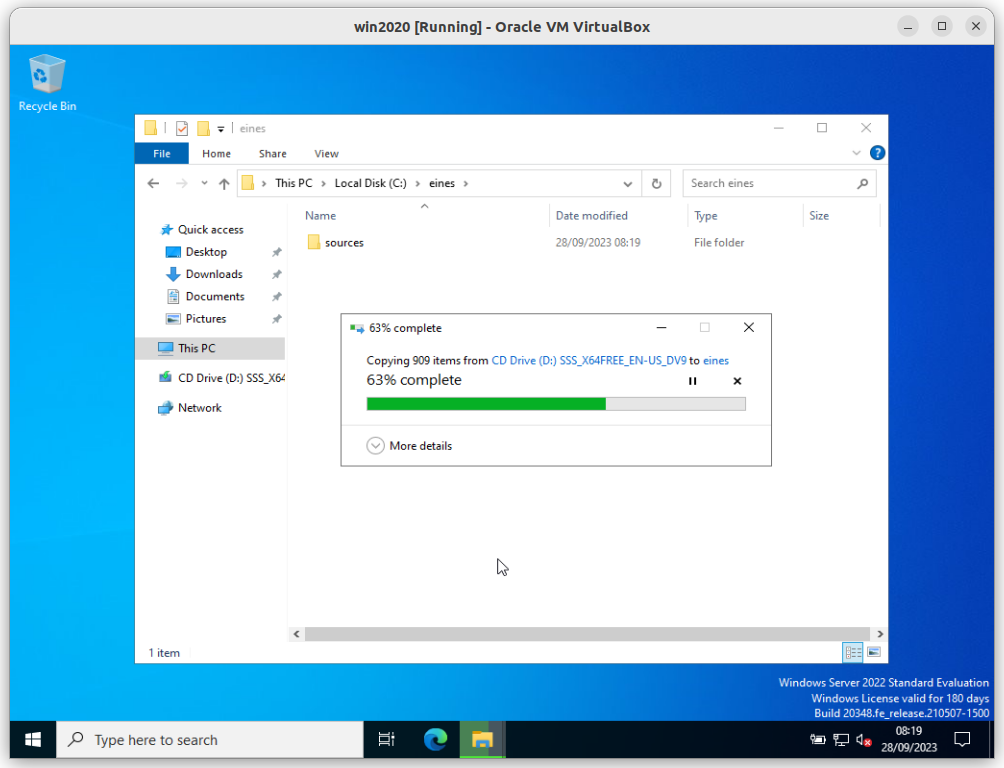 win2020 [Running] - Oracle VM VirtualBox
Recycle Bin
eines
File Home Share View
This PC Local Disk (C:) eines
Search eines
Name Date modified Type Size
sources 28/09/2023 08:19 File folder
Quick access
Desktop
Downloads
Documents
Pictures
This PC
CD Drive (D:) SSS_X64
Network
63% complete
Copying 909 items from CD Drive (D:) SSS_X64FREE_EN-US_DV9 to eines
63% complete
More details
1 item
Windows Server 2022 Standard Evaluation
Windows License valid for 180 days
Build 20348.fe_release.210507-1500
Type here to search
08:19
28/09/2023